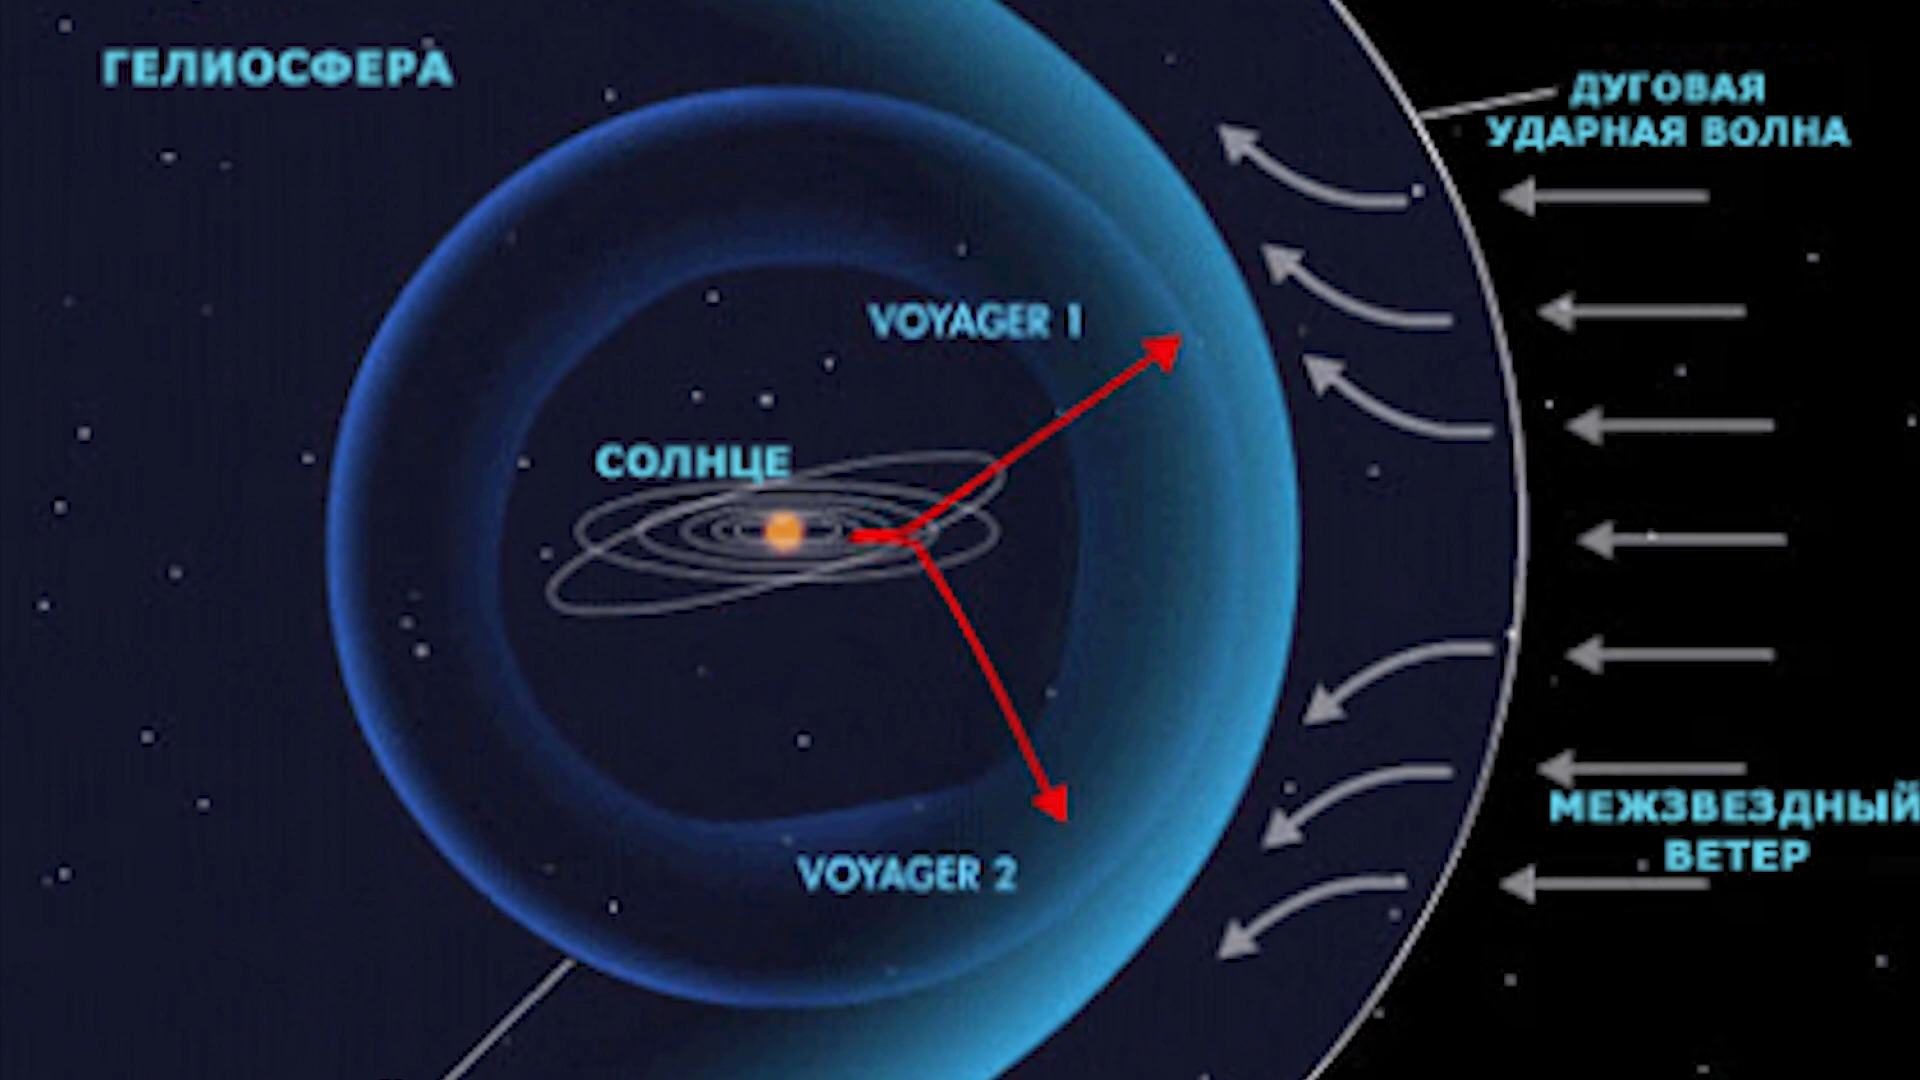 ГЕЛИОСФЕРА
ДУГОВАЯ
УДАРНАЯ ВОЛНА
VOYAGER 1
СОЛНЦЕ
VOYAGER 2
МЕЖЗВЕЗДНЫЙ
ВЕТЕР